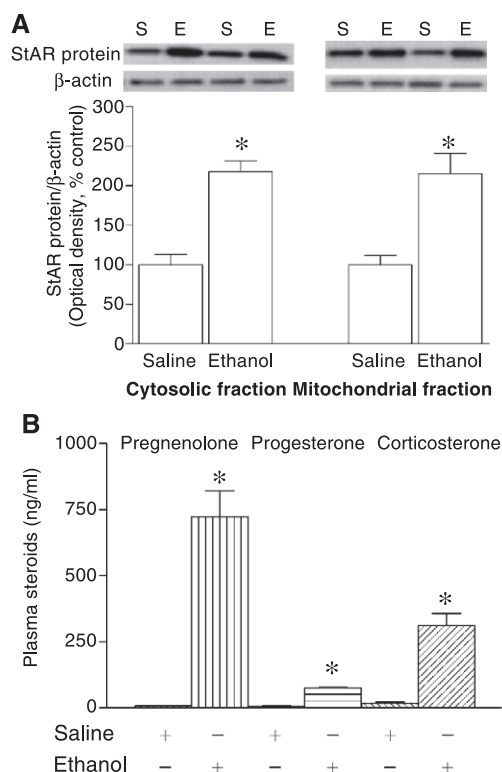 A
S E S E S E S E
StAR protein
β-actin
StAR protein/β-actin
(Optical density, % control)
300
250
200
150
100
50
0
* *
Saline Ethanol Saline Ethanol
Cytosolic fraction Mitochondrial fraction
B
Plasma steroids (ng/ml)
1000
750
500
250
0
Pregnenolone Progesterone Corticosterone
* * *
Saline + − + − + −
Ethanol − + − + − +